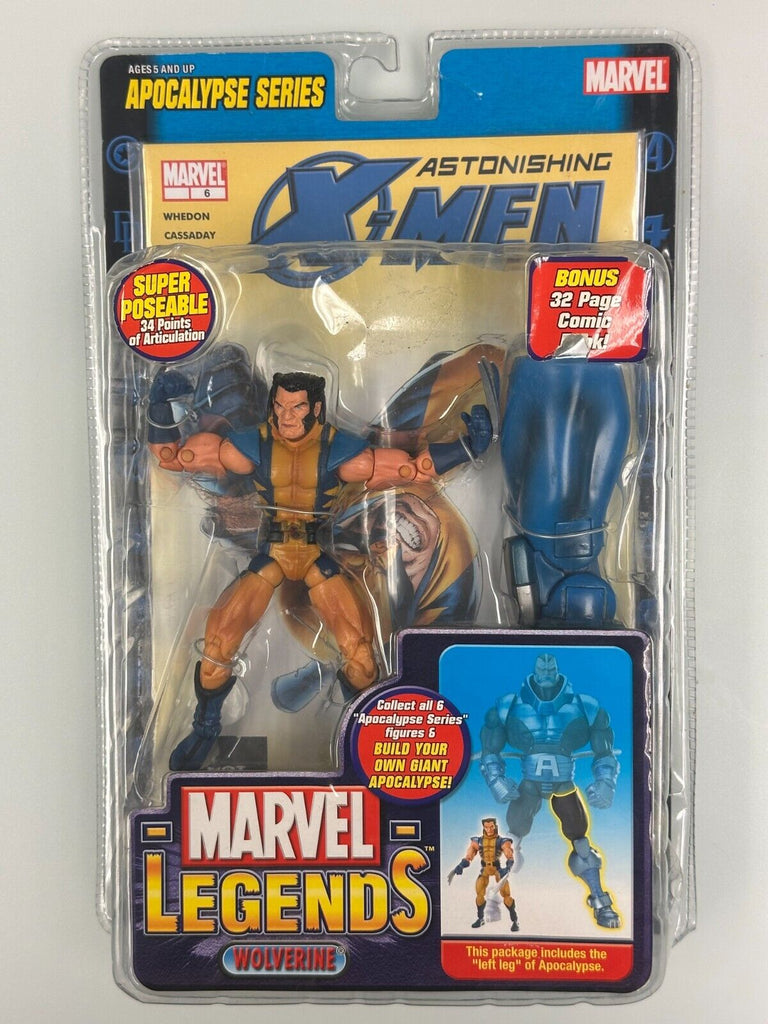 AGES 5 AND UP
APOCALYPSE SERIES
MARVEL
MARVEL
6
WHEDON
CASSADAY
ASTONISHING
X-MEN
SUPER
POSEABLE
34 Points
of Articulation
BONUS
32 Page
Comic
Collect all 6
"Apocalypse Series"
figures &
BUILD YOUR
OWN GIANT
APOCALYPSE!
A
MARVEL
LEGENDS™
WOLVERINE
This package includes the
"left leg" of Apocalypse.